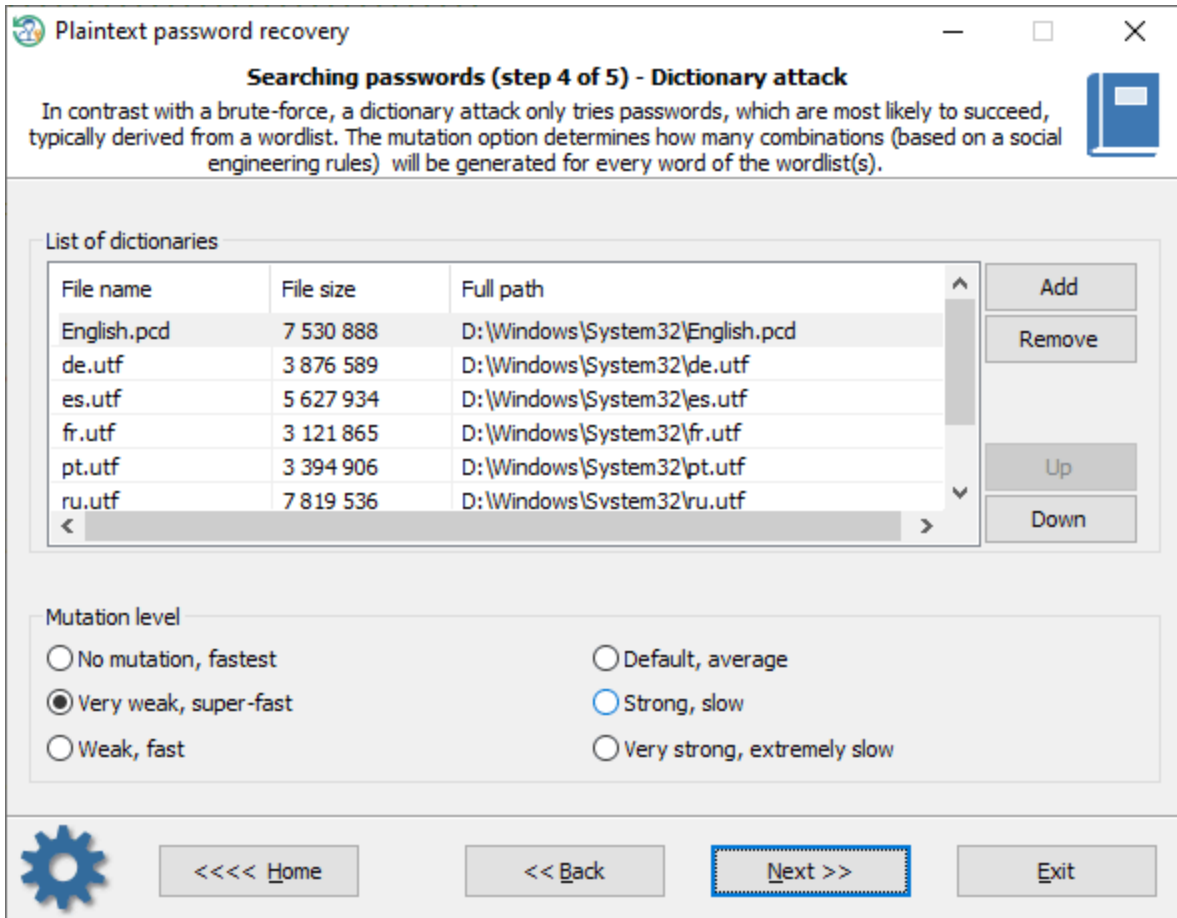 Plaintext password recovery
Searching passwords (step 4 of 5) - Dictionary attack
In contrast with a brute-force, a dictionary attack only tries passwords, which are most likely to succeed,
typically derived from a wordlist. The mutation option determines how many combinations (based on a social
engineering rules) will be generated for every word of the wordlist(s).
List of dictionaries
File name File size Full path
English.pcd 7 530 888 D:\Windows\System32\English.pcd
de.utf 3 876 589 D:\Windows\System32\de.utf
es.utf 5 627 934 D:\Windows\System32\es.utf
fr.utf 3 121 865 D:\Windows\System32\fr.utf
pt.utf 3 394 906 D:\Windows\System32\pt.utf
ru.utf 7 819 536 D:\Windows\System32\ru.utf
Add
Remove
Up
Down
Mutation level
No mutation, fastest
Very weak, super-fast
Weak, fast
Default, average
Strong, slow
Very strong, extremely slow
<<<< Home
<< Back
Next >>
Exit